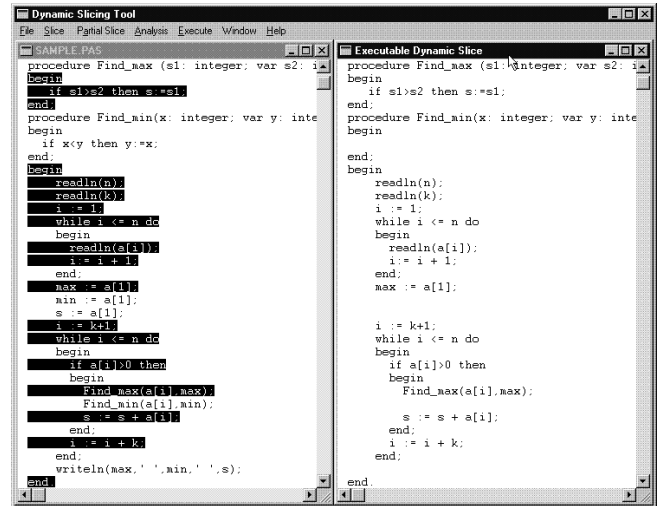 Dynamic Slicing Tool
File Slice Partial Slice Analysis Execute Window Help
SAMPLE.PAS
procedure Find_max (s1: integer; var s2: i
begin
if s1>s2 then s:=s1;
end;
procedure Find_min(x: integer; var y: inte
begin
if x<y then y:=x;
end;
begin
readln(n);
readln(k);
i := 1;
while i <= n do
begin
readln(a[i]);
i:= i + 1;
end;
max := a[1];
min := a[1];
s := a[1];
i := k+1;
while i <= n do
begin
if a[i]>0 then
begin
Find_max(a[i],max);
Find_min(a[i],min);
s := s + a[i];
end;
i := i + k;
end;
writeln(max,' ',min,' ',s);
end.
Executable Dynamic Slice
procedure Find_max (s1: integer; var s2: i
begin
if s1>s2 then s:=s1;
end;
procedure Find_min(x: integer; var y: inte
begin
end;
begin
readln(n);
readln(k);
i := 1;
while i <= n do
begin
readln(a[i]);
i:= i + 1;
end;
max := a[1];
i := k+1;
while i <= n do
begin
if a[i]>0 then
begin
Find_max(a[i],max);
s := s + a[i];
end;
i := i + k;
end;
end.